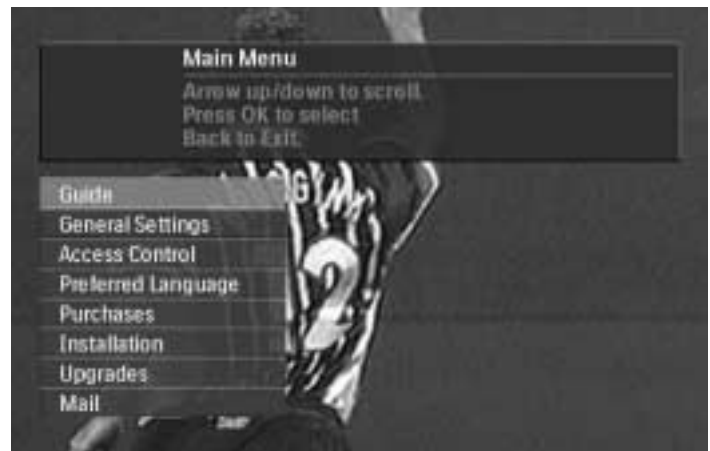 Main Menu
Arrow up/down to scroll.
Press OK to select
Back to Exit.
Guide
General Settings
Access Control
Preferred Language
Purchases
Installation
Upgrades
Mail
2